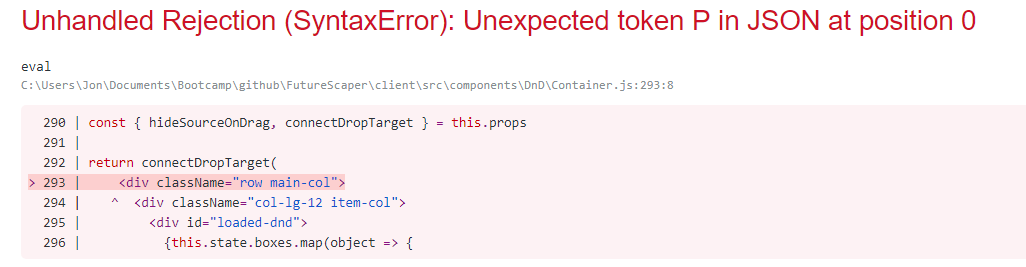 Unhandled Rejection (SyntaxError): Unexpected token P in JSON at position 0
eval
C:\Users\Jon\Documents\Bootcamp\github\FutureScaper\client\src\components\DnD\Container.js:293:8
290 | const { hideSourceOnDrag, connectDropTarget } = this.props
291 |
292 | return connectDropTarget(
> 293 |     <div className="row main-col">
294 |    ^  <div className="col-lg-12 item-col">
295 |         <div id="loaded-dnd">
296 |           {this.state.boxes.map(object => {